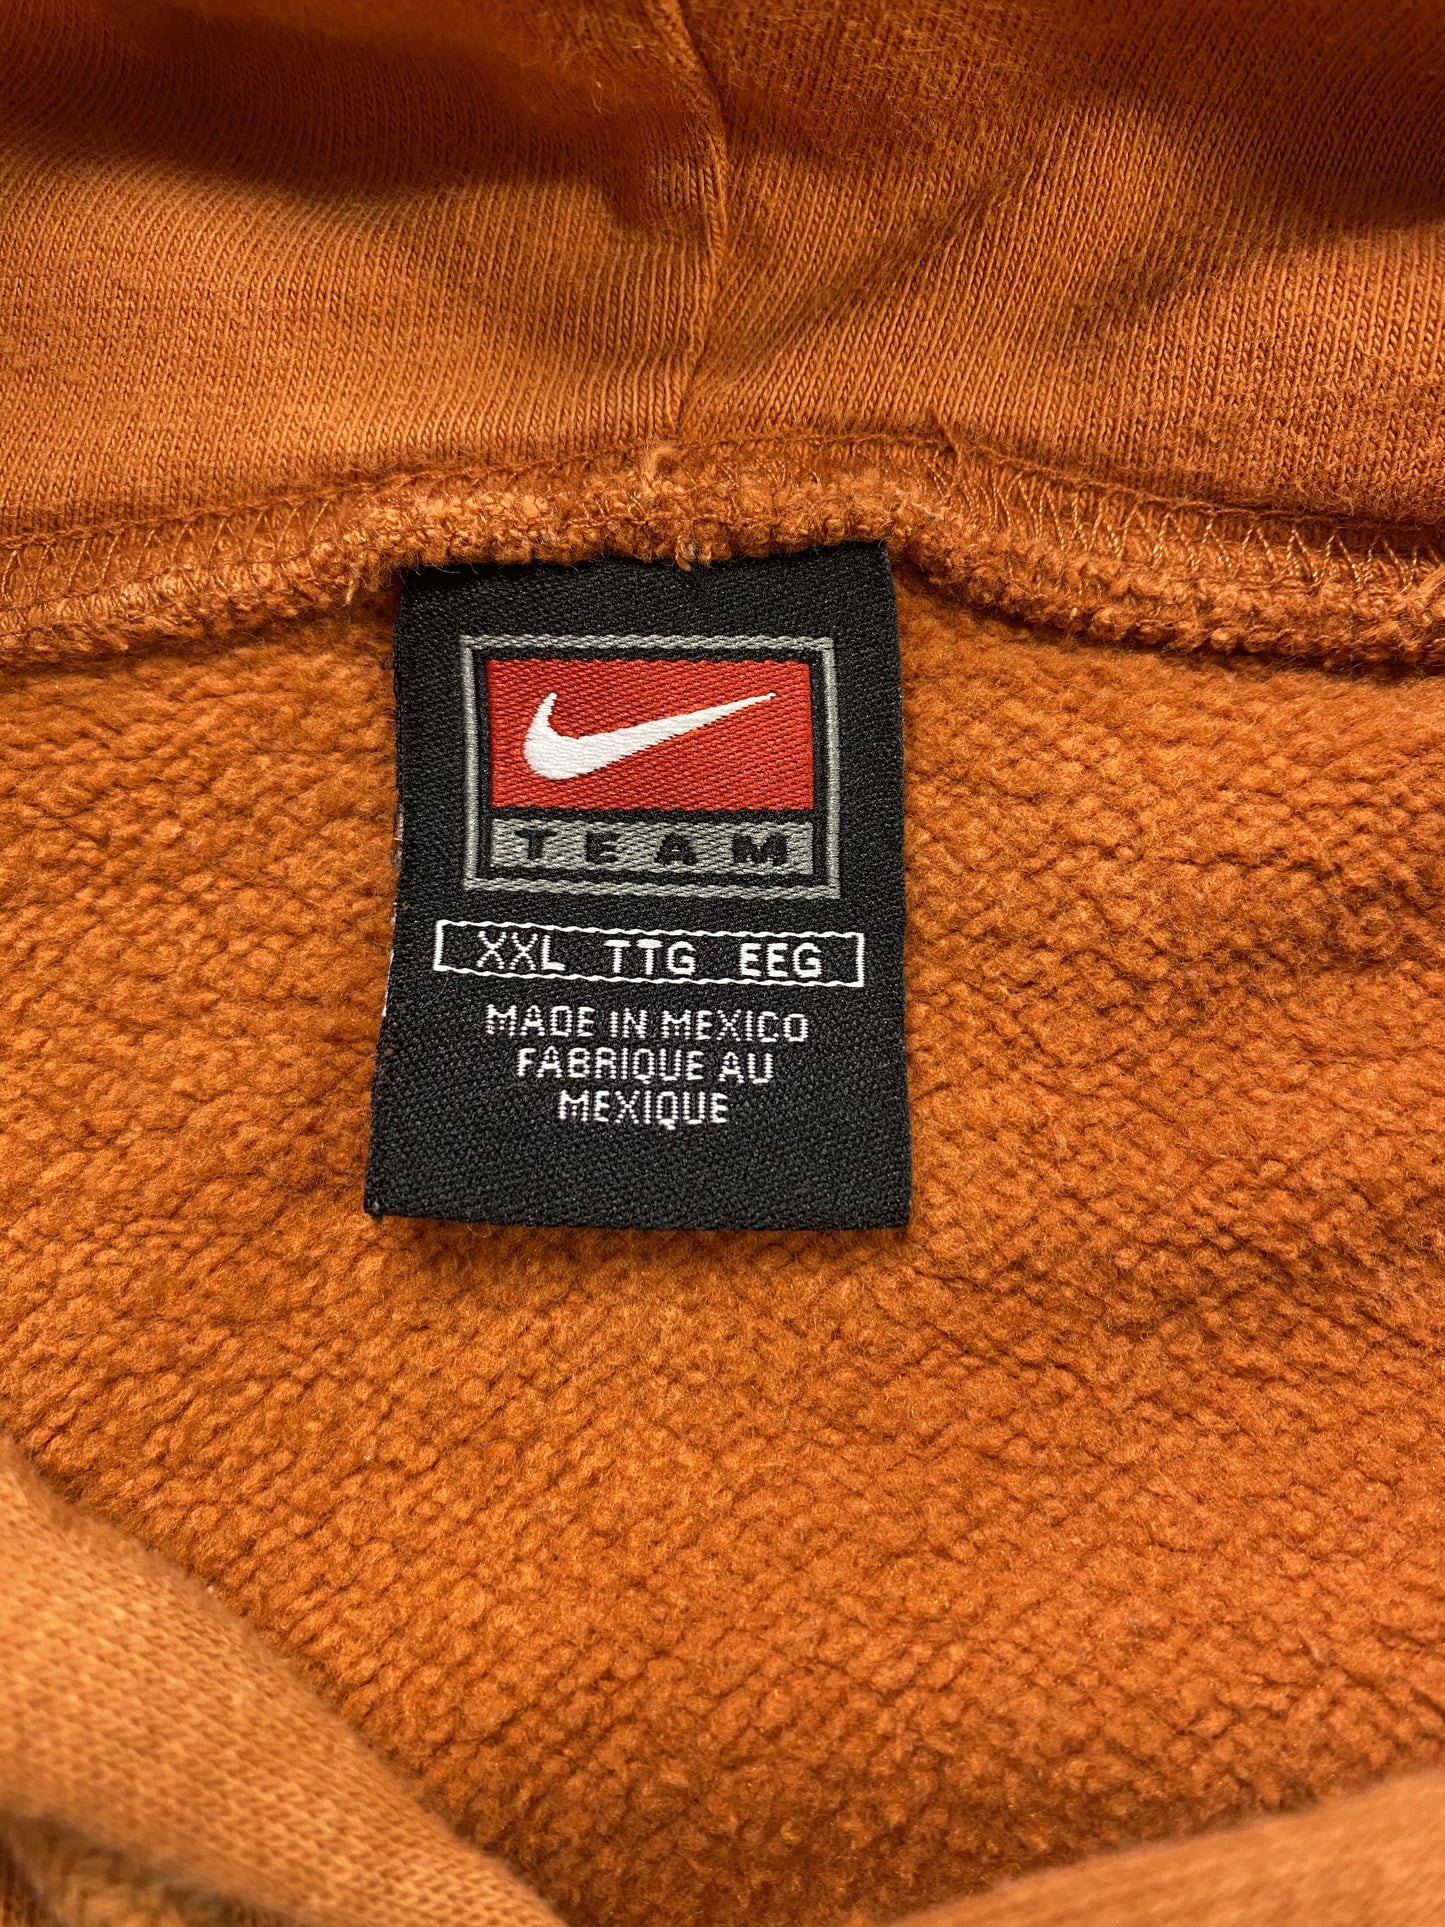 TEAM
XXL TTG EEG
MADE IN MEXICO
FABRIQUE AU
MEXIQUE